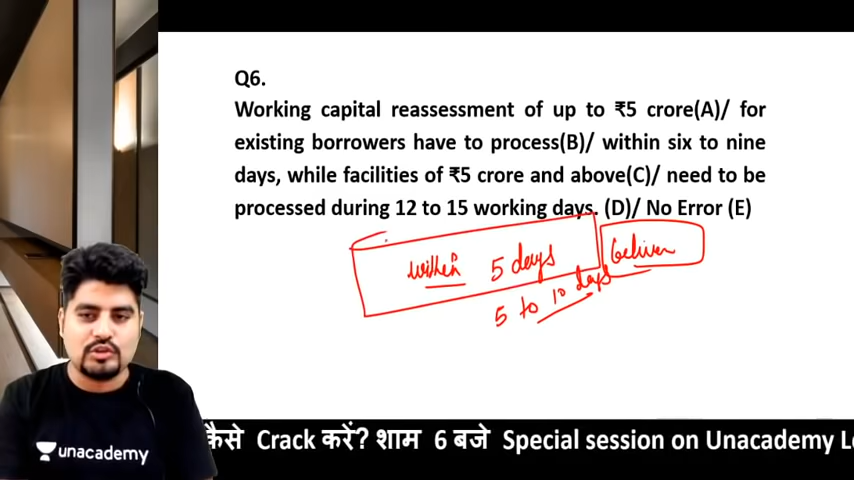 Q6.
Working capital reassessment of up to ₹5 crore(A)/ for
existing borrowers have to process(B)/ within six to nine
days, while facilities of ₹5 crore and above(C)/ need to be
processed during 12 to 15 working days. (D)/ No Error (E)
within 5 days
5 to 10 days
unacademy
कैसे Crack करें? शाम 6 बजे Special session on Unacademy